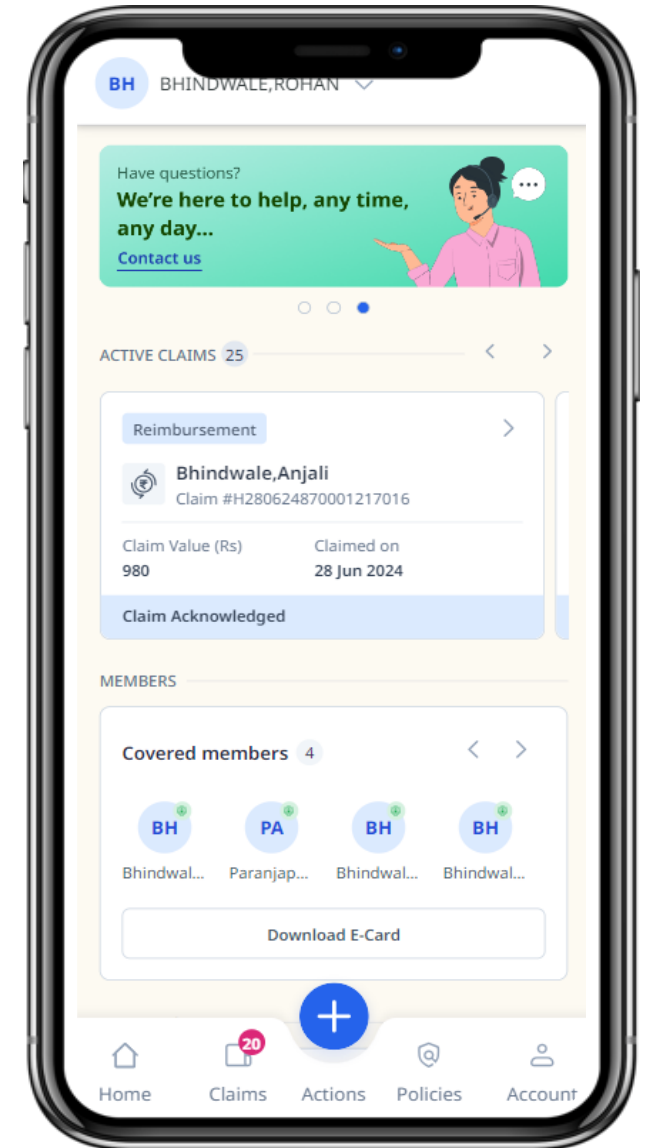 BH BHINDWALE,ROHAN
Have questions?
We're here to help, any time,
any day...
Contact us
ACTIVE CLAIMS 25
Reimbursement
Bhindwale,Anjali
Claim #H280624870001217016
Claim Value (Rs) Claimed on
980 28 Jun 2024
Claim Acknowledged
MEMBERS
Covered members 4
BH PA BH BH
Bhindwal... Paranjap... Bhindwal... Bhindwal...
Download E-Card
20
Home Claims Actions Policies Account